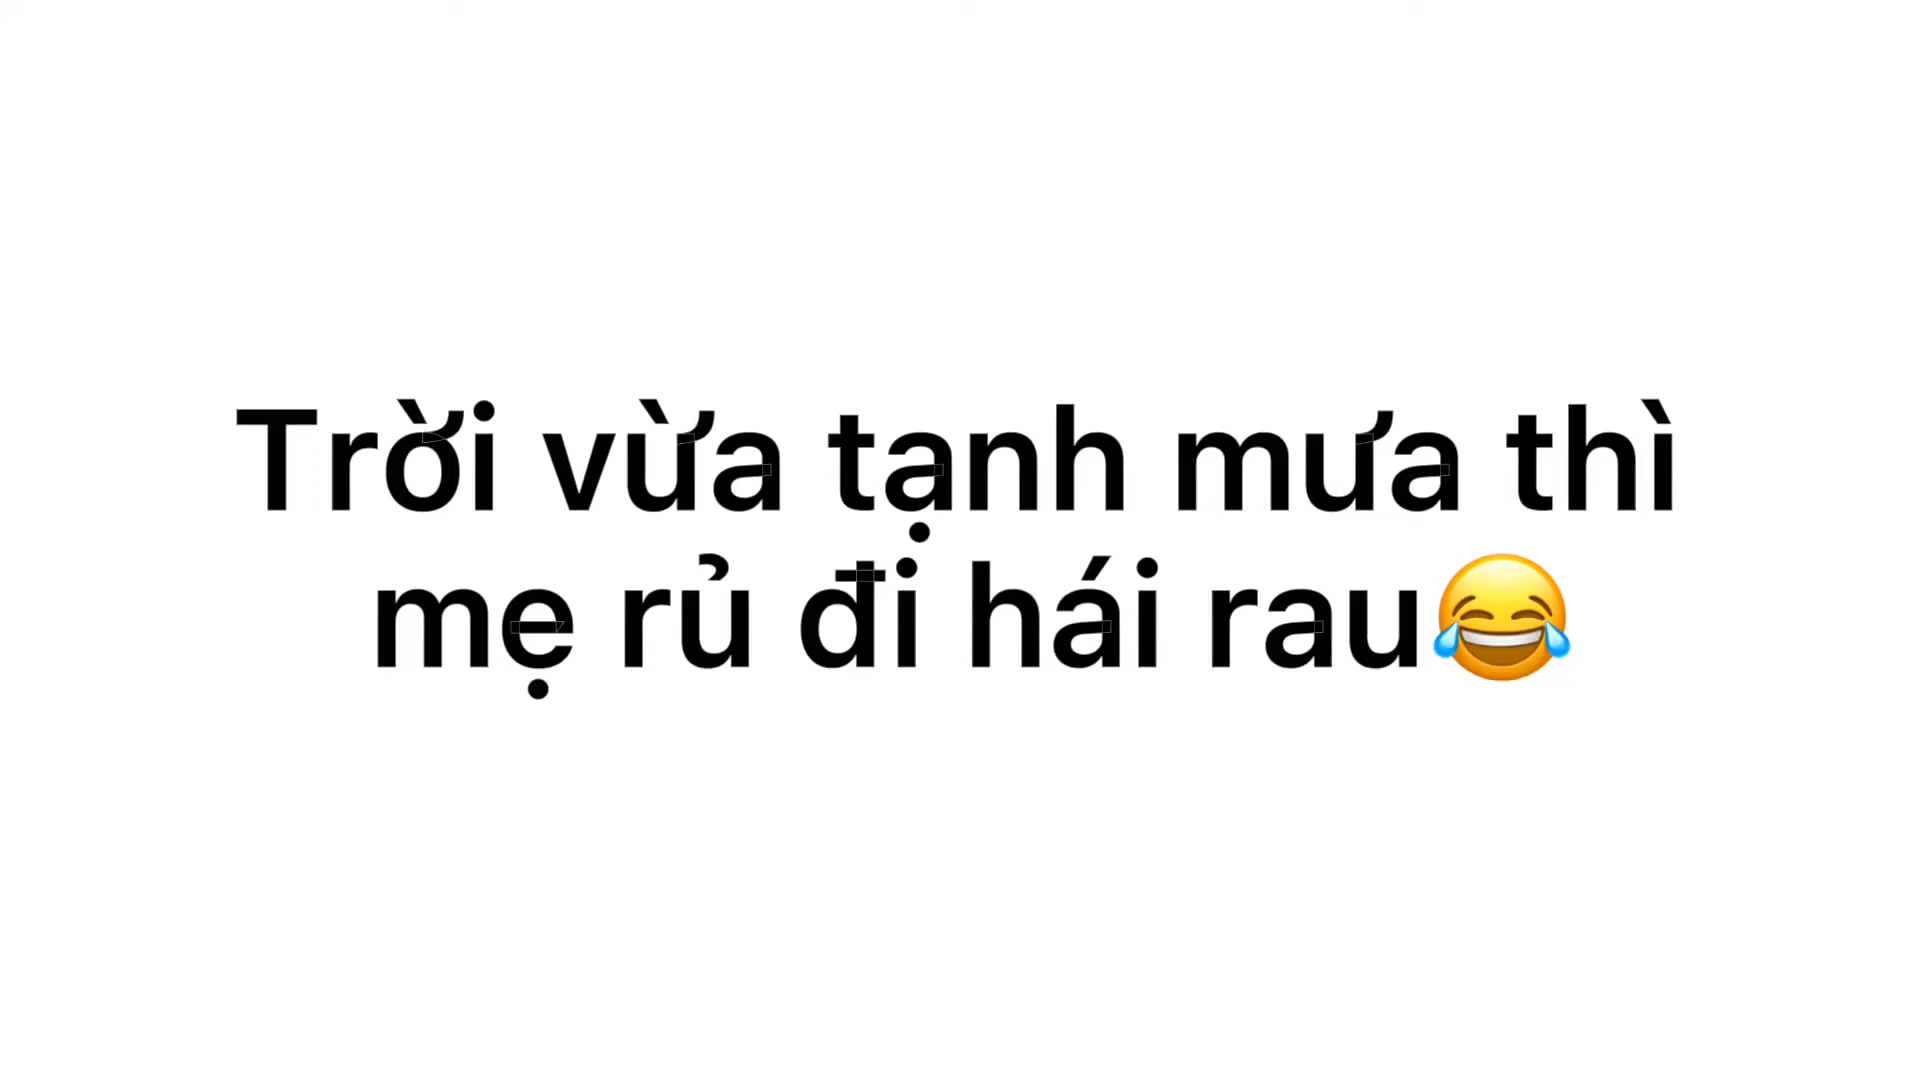 Trời vừa tạnh mưa thì
mẹ rủ đi hái rau😂